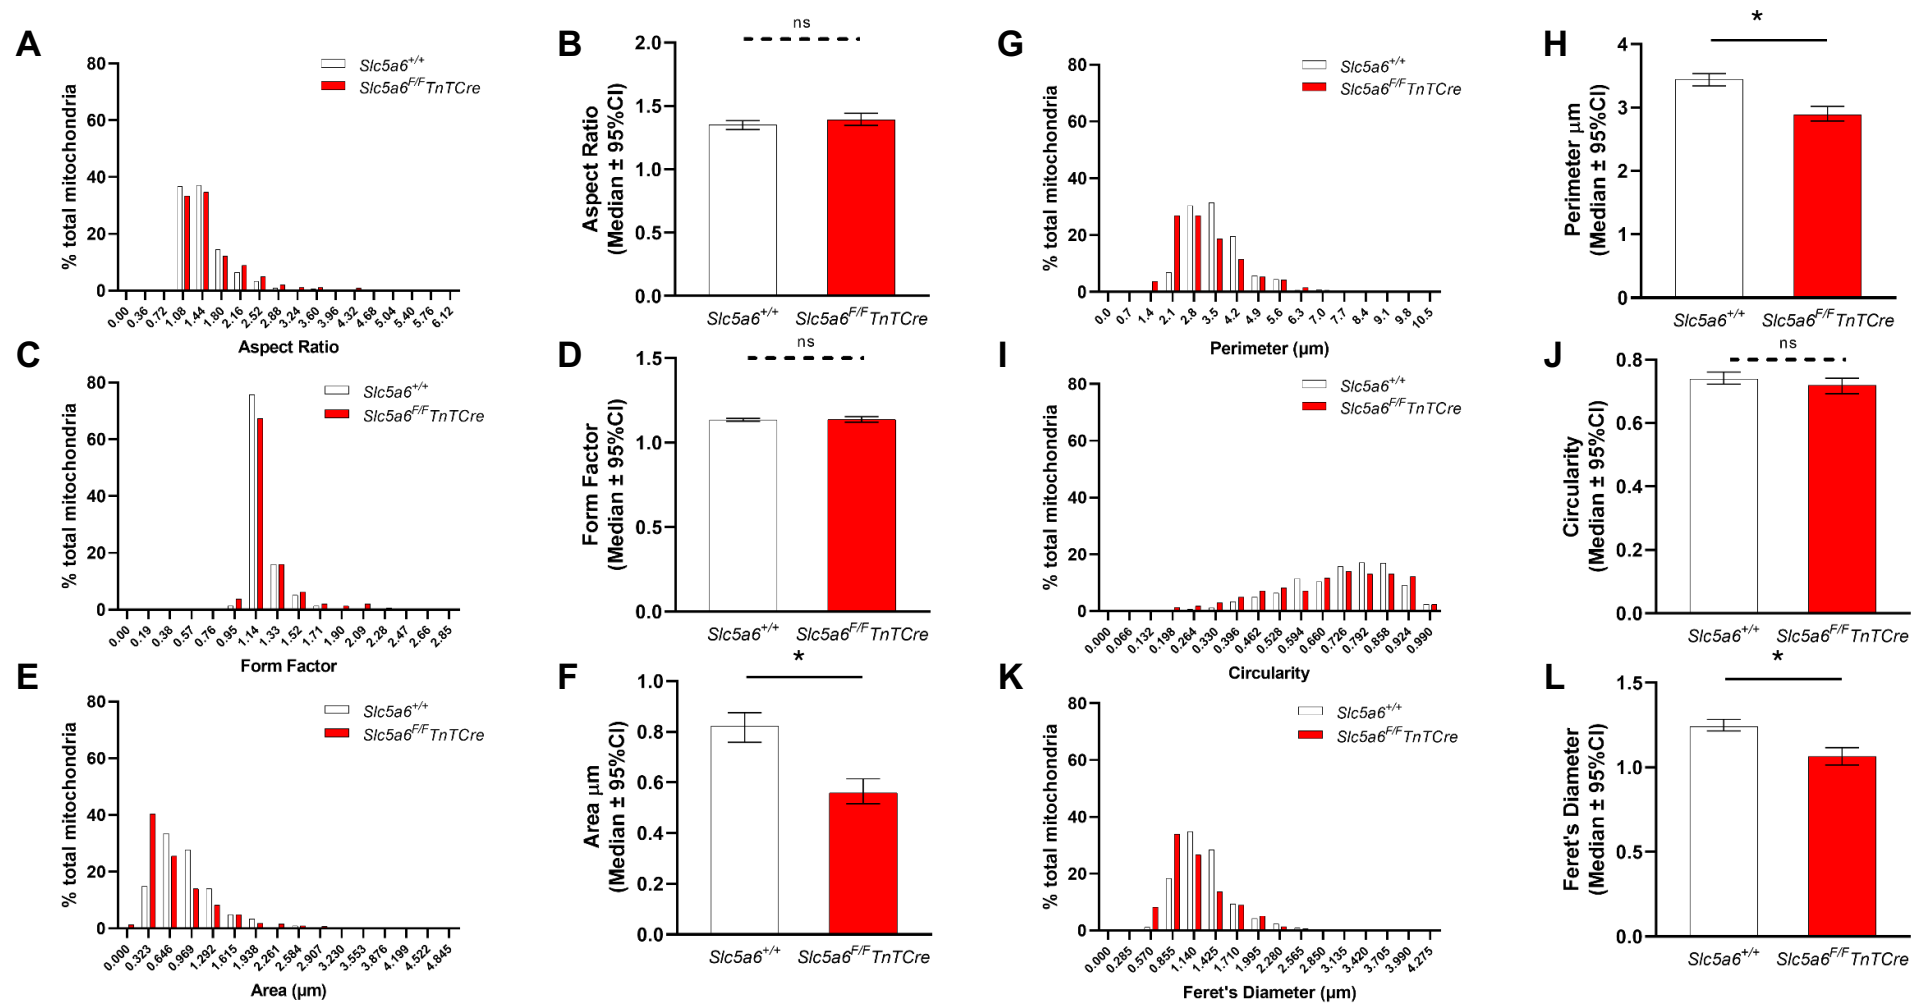 A
Slc5a6+/+
Slc5a6F/FTnTCre
80
60
40
20
0
% total mitochondria
0.00 0.36 0.72 1.08 1.44 1.80 2.16 2.52 2.88 3.24 3.60 3.96 4.32 4.68 5.04 5.40 5.76 6.12
Aspect Ratio
B
ns
2.0
1.5
1.0
0.5
0.0
Aspect Ratio
(Median ± 95%CI)
Slc5a6+/+ Slc5a6F/FTnTCre
C
Slc5a6+/+
Slc5a6F/FTnTCre
80
60
40
20
0
% total mitochondria
0.00 0.19 0.38 0.57 0.76 0.95 1.14 1.33 1.52 1.71 1.90 2.09 2.28 2.47 2.66 2.85
Form Factor
D
ns
1.5
1.0
0.5
0.0
Form Factor
(Median ± 95%CI)
Slc5a6+/+ Slc5a6F/FTnTCre
E
Slc5a6+/+
Slc5a6F/FTnTCre
80
60
40
20
0
% total mitochondria
0.000 0.323 0.646 0.969 1.292 1.615 1.938 2.261 2.584 2.907 3.230 3.553 3.876 4.199 4.522 4.845
Area (µm)
F
*
1.0
0.8
0.6
0.4
0.2
0.0
Area µm
(Median ± 95%CI)
Slc5a6+/+ Slc5a6F/FTnTCre
G
Slc5a6+/+
Slc5a6F/FTnTCre
80
60
40
20
0
% total mitochondria
0.0 0.7 1.4 2.1 2.8 3.5 4.2 4.9 5.6 6.3 7.0 7.7 8.4 9.1 9.8 10.5
Perimeter (µm)
H
*
4
3
2
1
0
Perimeter µm
(Median ± 95%CI)
Slc5a6+/+ Slc5a6F/FTnTCre
I
Slc5a6+/+
Slc5a6F/FTnTCre
80
60
40
20
0
% total mitochondria
0.000 0.066 0.132 0.198 0.264 0.330 0.396 0.462 0.528 0.594 0.660 0.726 0.792 0.858 0.924 0.990
Circularity
J
ns
0.8
0.6
0.4
0.2
0.0
Circularity
(Median ± 95%CI)
Slc5a6+/+ Slc5a6F/FTnTCre
K
Slc5a6+/+
Slc5a6F/FTnTCre
80
60
40
20
0
% total mitochondria
0.000 0.285 0.570 0.855 1.140 1.425 1.710 1.995 2.280 2.565 2.850 3.135 3.420 3.705 3.990 4.275
Feret's Diameter (µm)
L
*
1.5
1.0
0.5
0.0
Feret's Diameter
(Median ± 95%CI)
Slc5a6+/+ Slc5a6F/FTnTCre